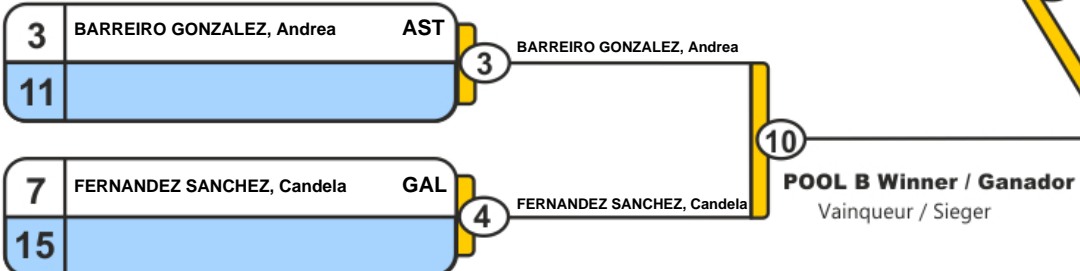 3 BARREIRO GONZALEZ, Andrea AST
BARREIRO GONZALEZ, Andrea
3
11
10
7 FERNANDEZ SANCHEZ, Candela GAL
POOL B Winner / Ganador
FERNANDEZ SANCHEZ, Candela
4
Vainqueur / Sieger
15